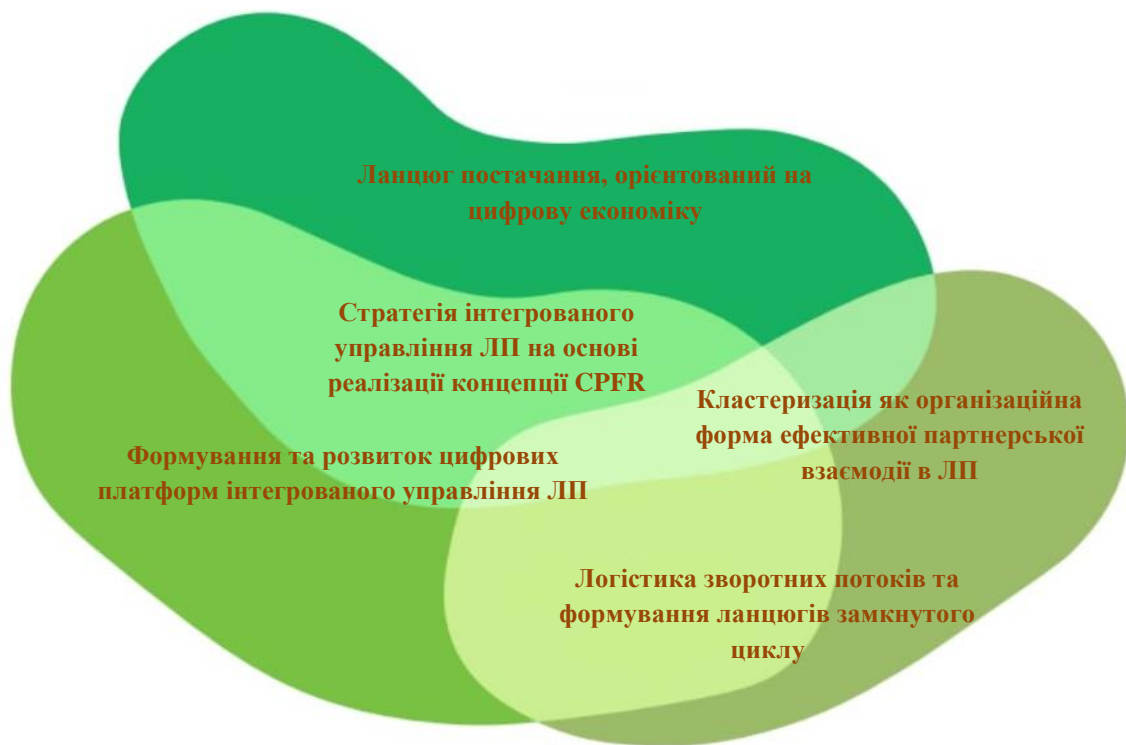 Ланцюг постачання, орієнтований на
цифрову економіку
Стратегія інтегрованого
управління ЛП на основі
реалізації концепції CPFR
Кластеризація як організаційна
форма ефективної партнерської
взаємодії в ЛП
Формування та розвиток цифрових
платформ інтегрованого управління ЛП
Логістика зворотних потоків та
формування ланцюгів замкнутого
циклу